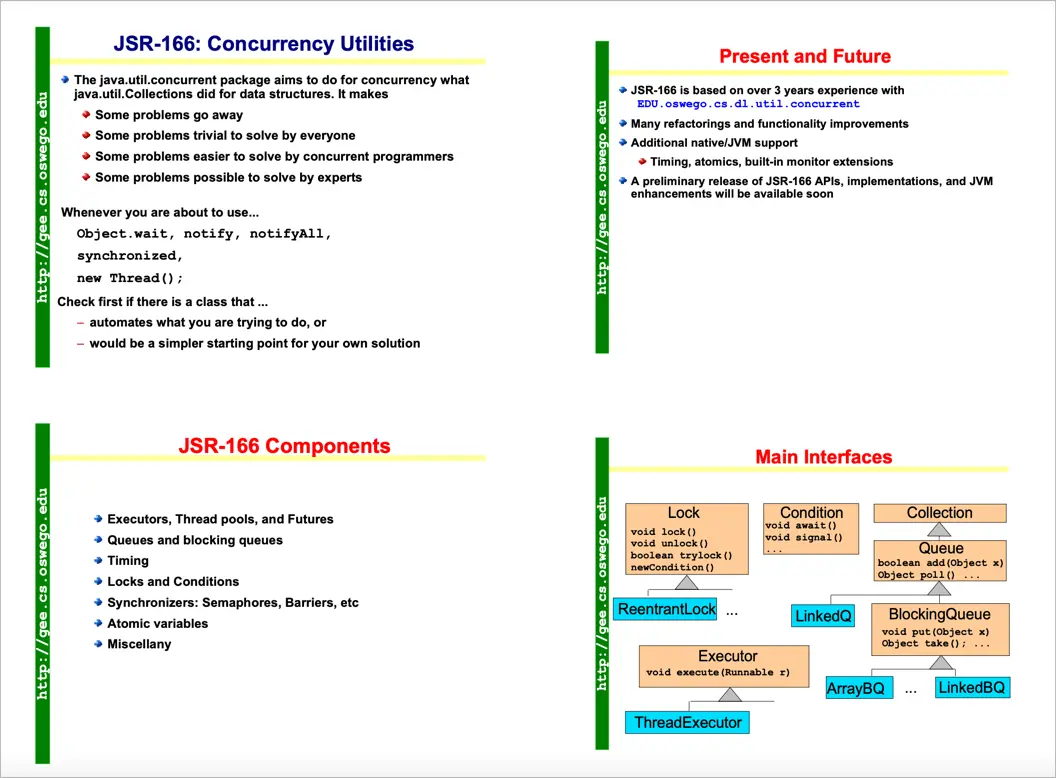 JSR-166: Concurrency Utilities
http://gee.cs.oswego.edu
The java.util.concurrent package aims to do for concurrency what
java.util.Collections did for data structures. It makes
Some problems go away
Some problems trivial to solve by everyone
Some problems easier to solve by concurrent programmers
Some problems possible to solve by experts
Whenever you are about to use...
Object.wait, notify, notifyAll,
synchronized,
new Thread();
Check first if there is a class that ...
– automates what you are trying to do, or
– would be a simpler starting point for your own solution
Present and Future
http://gee.cs.oswego.edu
JSR-166 is based on over 3 years experience with
EDU.oswego.cs.dl.util.concurrent
Many refactorings and functionality improvements
Additional native/JVM support
Timing, atomics, built-in monitor extensions
A preliminary release of JSR-166 APIs, implementations, and JVM
enhancements will be available soon
JSR-166 Components
http://gee.cs.oswego.edu
Executors, Thread pools, and Futures
Queues and blocking queues
Timing
Locks and Conditions
Synchronizers: Semaphores, Barriers, etc
Atomic variables
Miscellany
Main Interfaces
http://gee.cs.oswego.edu
Lock
void lock()
void unlock()
boolean trylock()
newCondition()
ReentrantLock ...
Condition
void await()
void signal()
...
Collection
Queue
boolean add(Object x)
Object poll() ...
LinkedQ
BlockingQueue
void put(Object x)
Object take(); ...
ArrayBQ ... LinkedBQ
Executor
void execute(Runnable r)
ThreadExecutor